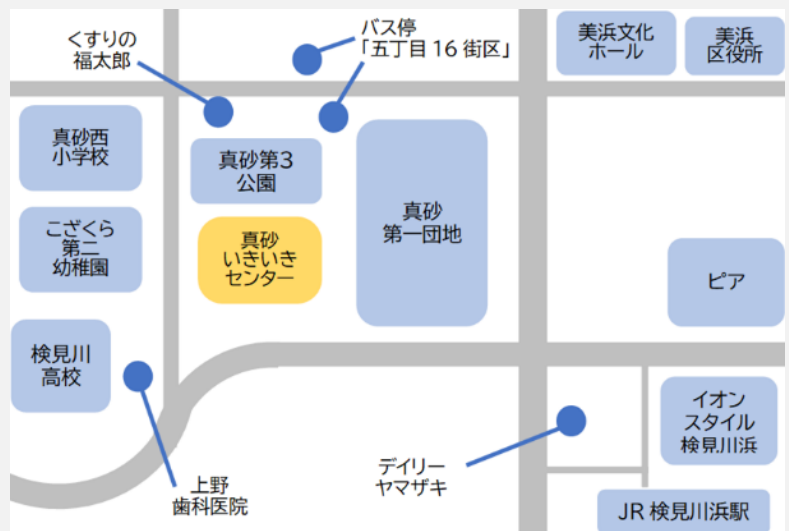 くすりの
福太郎
バス停
「五丁目16街区」
美浜文化
ホール
美浜
区役所
真砂西
小学校
真砂第3
公園
真砂
第一団地
こざくら
第二
幼稚園
真砂
いきいき
センター
ピア
検見川
高校
イオン
スタイル
検見川浜
上野
歯科医院
デイリー
ヤマザキ
JR 検見川浜駅